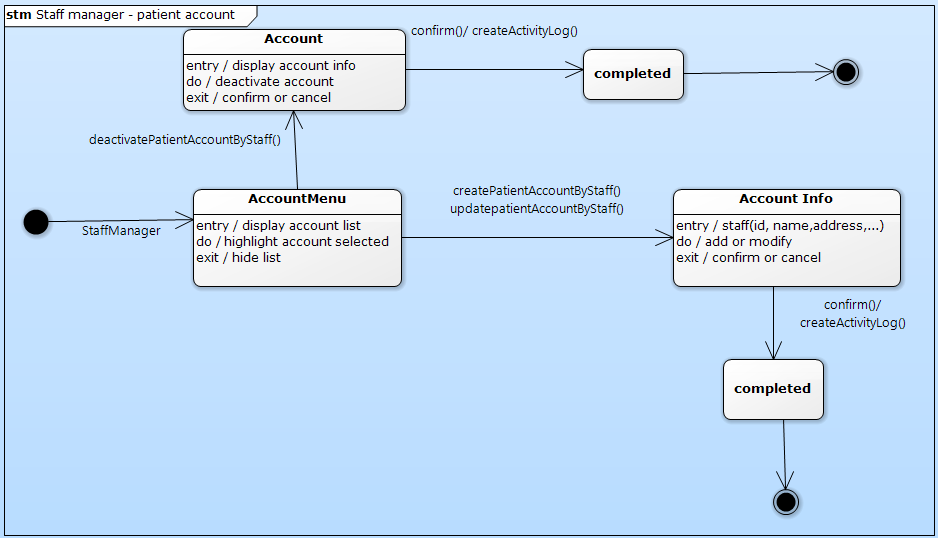 stm Staff manager - patient account
Account
entry / display account info
do / deactivate account
exit / confirm or cancel
confirm()/ createActivityLog()
completed
deactivatePatientAccountByStaff()
StaffManager
AccountMenu
entry / display account list
do / highlight account selected
exit / hide list
createPatientAccountByStaff()
updatepatientAccountByStaff()
Account Info
entry / staff(id, name,address,...)
do / add or modify
exit / confirm or cancel
confirm()/
createActivityLog()
completed